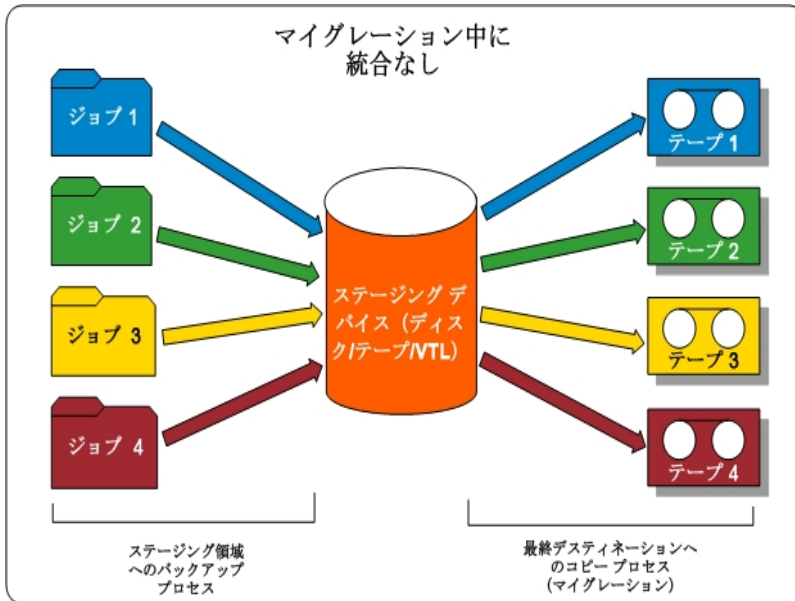 マイグレーション中に
統合なし
ジョブ 1
ジョブ 2
ジョブ 3
ジョブ 4
ステージング デ
バイス（ディス
ク/テープ/VTL）
テープ 1
テープ 2
テープ 3
テープ 4
ステージング領域
へのバックアップ
プロセス
最終デスティネーションへ
のコピー プロセス
(マイグレーション)